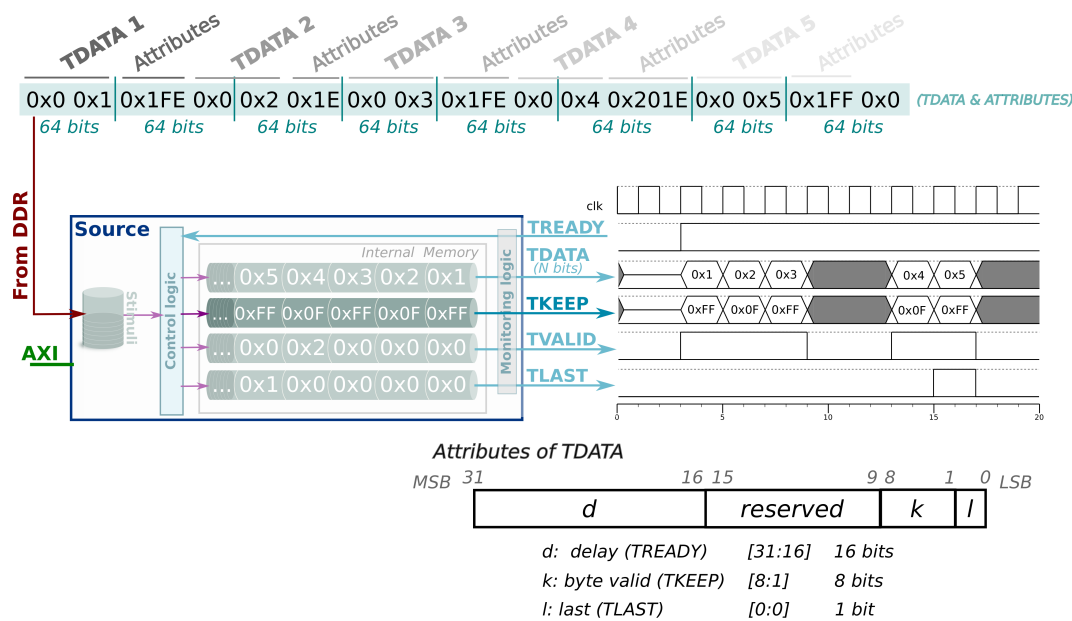 TDATA 1 Attributes TDATA 2 Attributes TDATA 3 Attributes TDATA 4 Attributes TDATA 5 Attributes
0x0 0x1 0x1FE 0x0 0x2 0x1E 0x0 0x3 0x1FE 0x0 0x4 0x201E 0x0 0x5 0x1FF 0x0 (TDATA & ATTRIBUTES)
64 bits 64 bits 64 bits 64 bits 64 bits 64 bits 64 bits 64 bits
From DDR
Source
Stimuli
AXI
Control logic
Internal Memory
... 0x5 0x4 0x3 0x2 0x1
... 0xFF 0x0F 0xFF 0x0F 0xFF
... 0x0 0x2 0x0 0x0 0x0
... 0x1 0x0 0x0 0x0 0x0
Monitoring logic
TREADY
TDATA
(N bits)
TKEEP
TVALID
TLAST
clk
0x1 0x2 0x3 0x4 0x5
0xFF 0x0F 0xFF 0x0F 0xFF
0 5 10 15 20
Attributes of TDATA
MSB 31 16 15 9 8 1 0 LSB
d reserved k l
d: delay (TREADY) [31:16] 16 bits
k: byte valid (TKEEP) [8:1] 8 bits
l: last (TLAST) [0:0] 1 bit